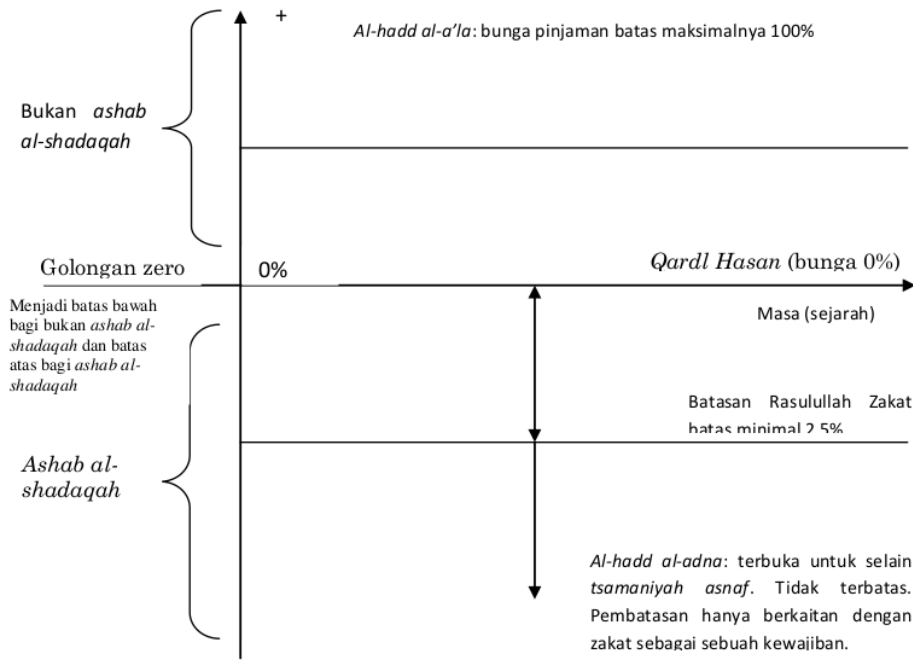 +
Al-hadd al-a'la: bunga pinjaman batas maksimalnya 100%
Bukan ashab
al-shadaqah
Golongan zero
0%
Qardl Hasan (bunga 0%)
Menjadi batas bawah
bagi bukan ashab al-
shadaqah dan batas
atas bagi ashab al-
shadaqah
Masa (sejarah)
Batasan Rasulullah Zakat
batas minimal 2.5%
Ashab al-
shadaqah
Al-hadd al-adna: terbuka untuk selain
tsamaniyah asnaf. Tidak terbatas.
Pembatasan hanya berkaitan dengan
zakat sebagai sebuah kewajiban.